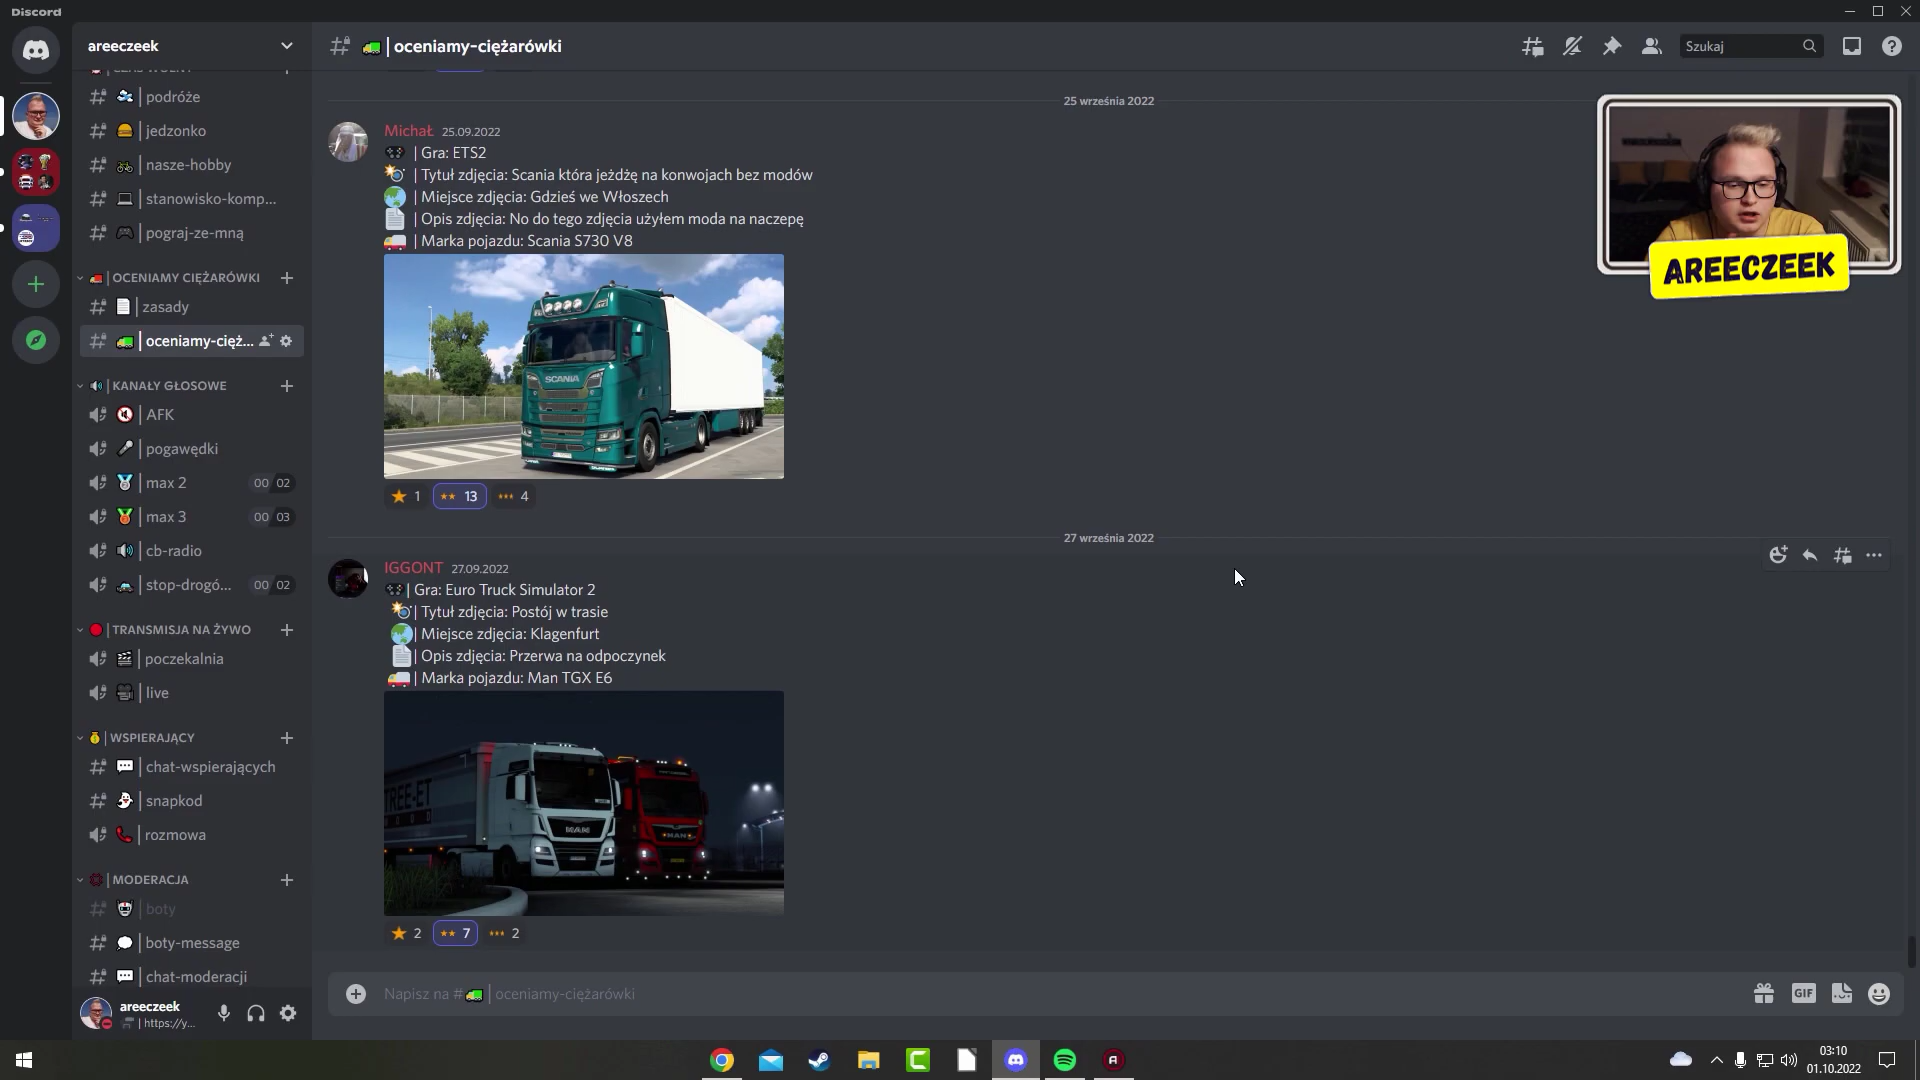 Discord
areeczeek
| oceniamy-ciężarówki
Szukaj
| podróże
| jedzonko
| nasze-hobby
| stanowisko-komp...
| pograj-ze-mną
| OCENIAMY CIĘŻARÓWKI
| zasady
| oceniamy-cięż...
| KANAŁY GŁOSOWE
| AFK
| pogawędki
| max 2 00 02
| max 3 00 03
| cb-radio
| stop-drogó... 00 02
| TRANSMISJA NA ŻYWO
| poczekalnia
| live
| WSPIERAJĄCY
| chat-wspierających
| snapkod
| rozmowa
| MODERACJA
| boty
| boty-message
| chat-moderacji
areeczeek
| https://y...
25 września 2022
Michał 25.09.2022
| Gra: ETS2
| Tytuł zdjęcia: Scania która jeżdżę na konwojach bez modów
| Miejsce zdjęcia: Gdzieś we Włoszech
| Opis zdjęcia: No do tego zdjęcia użyłem moda na naczepę
| Marka pojazdu: Scania S730 V8
SCANIA
1 13 4
27 września 2022
IGGONT 27.09.2022
| Gra: Euro Truck Simulator 2
| Tytuł zdjęcia: Postój w trasie
| Miejsce zdjęcia: Klagenfurt
| Opis zdjęcia: Przerwa na odpoczynek
| Marka pojazdu: Man TGX E6
TREE-ET
MAN
MAN
2 7 2
Napisz na # | oceniamy-ciężarówki
GIF
AREECZEEK
03:10
01.10.2022